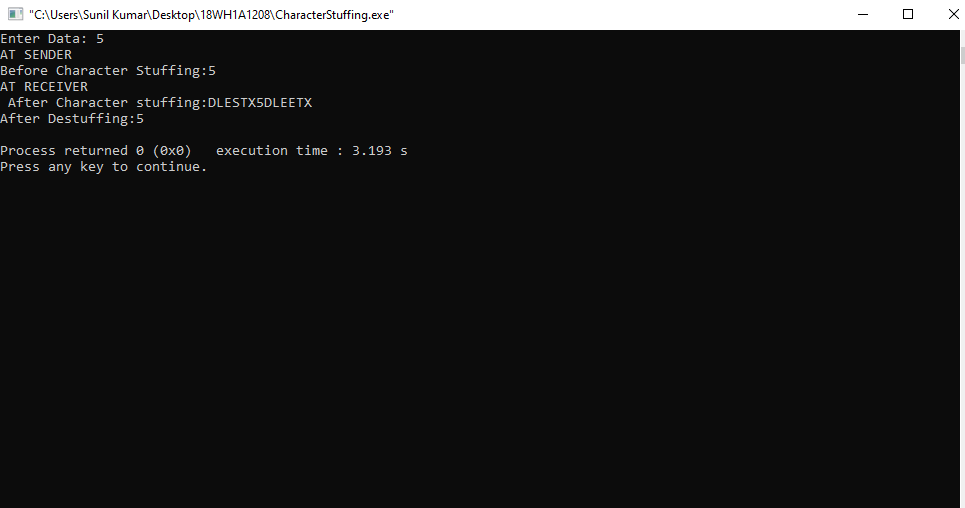 "C:\Users\Sunil Kumar\Desktop\18WH1A1208\CharacterStuffing.exe"
Enter Data: 5
AT SENDER
Before Character Stuffing:5
AT RECEIVER
 After Character stuffing:DLESTX5DLEETX
After Destuffing:5
Process returned 0 (0x0)   execution time : 3.193 s
Press any key to continue.